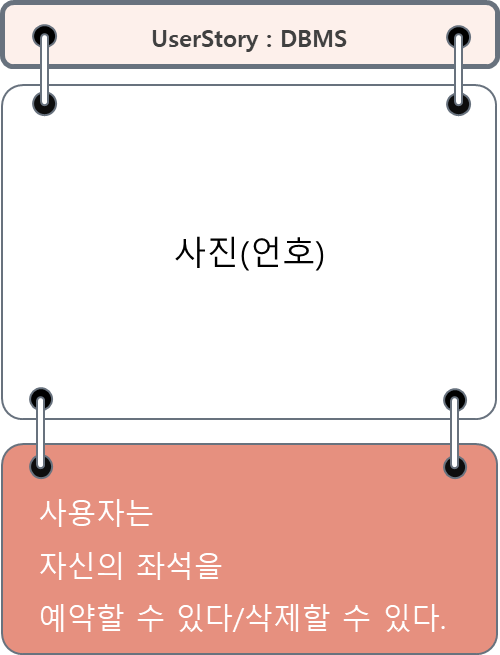 UserStory : DBMS
사진(언호)
사용자는
자신의 좌석을
예약할 수 있다/삭제할 수 있다.